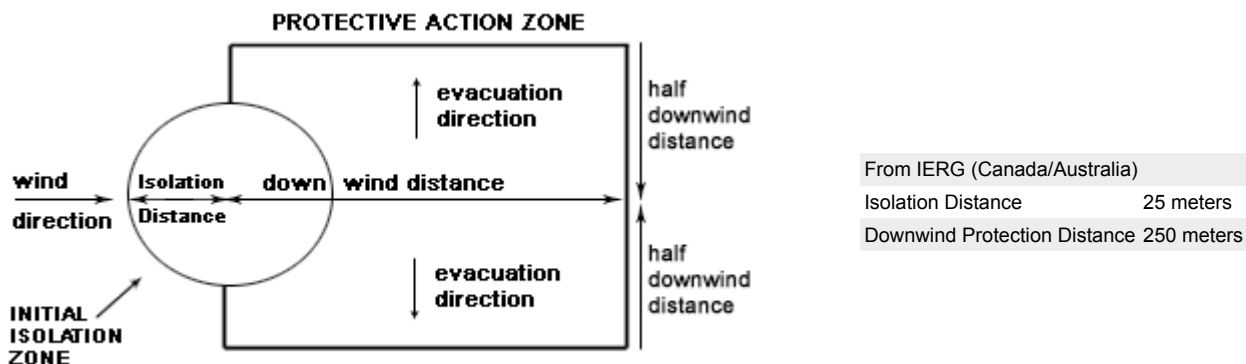 PROTECTIVE ACTION ZONE
evacuation
direction
half
downwind
distance
wind
direction
Isolation
Distance
down wind distance
evacuation
direction
half
downwind
distance
INITIAL
ISOLATION
ZONE
From IERG (Canada/Australia)
Isolation Distance 25 meters
Downwind Protection Distance 250 meters